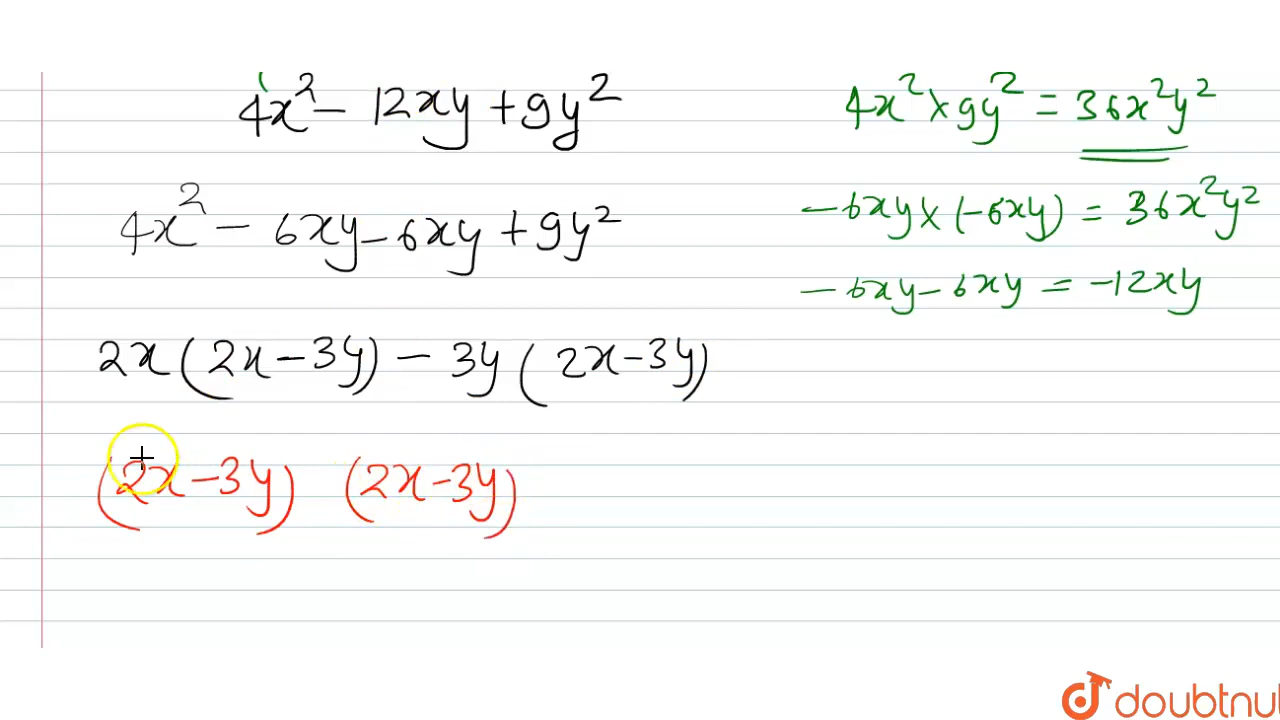 4x² - 12xy + 9y²
4x² - 6xy - 6xy + 9y²
2x (2x - 3y) - 3y (2x - 3y)
(2x - 3y) (2x - 3y)
4x² × 9y² = 36x²y²
-6xy × (-6xy) = 36x²y²
-6xy - 6xy = -12xy
doubtnut